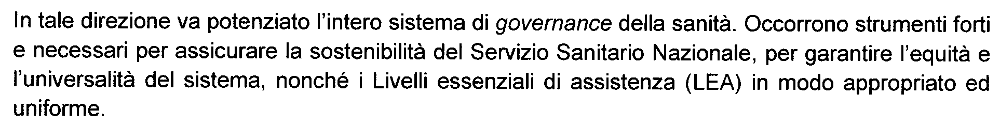 In tale direzione va potenziato l'intero sistema di governance della sanità. Occorrono strumenti forti
e necessari per assicurare la sostenibilità del Servizio Sanitario Nazionale, per garantire l'equità e
l'universalità del sistema, nonché i Livelli essenziali di assistenza (LEA) in modo appropriato ed
uniforme.